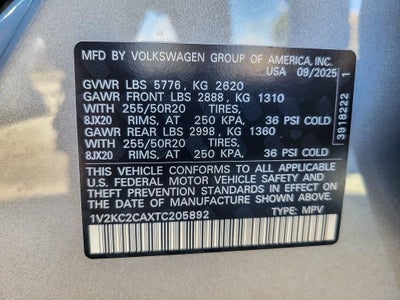 MFD BY VOLKSWAGEN GROUP OF AMERICA, INC.
USA 09/2025
GVWR LBS 5776, KG 2620
GAWR FRONT LBS 2888, KG 1310
WITH 255/50R20 TIRES,
8JX20 RIMS, AT 250 KPA, 36 PSI COLD
GAWR REAR LBS 2998, KG 1360
WITH 255/50R20 TIRES,
8JX20 RIMS, AT 250 KPA, 36 PSI COLD
THIS VEHICLE CONFORMS TO ALL APPLICABLE
U.S. FEDERAL MOTOR VEHICLE SAFETY AND
THEFT PREVENTION STANDARDS IN EFFECT ON
THE DATE OF MANUFACTURE SHOWN ABOVE.
1V2KC2CAXTC205892 TYPE: MPV
3918222 1